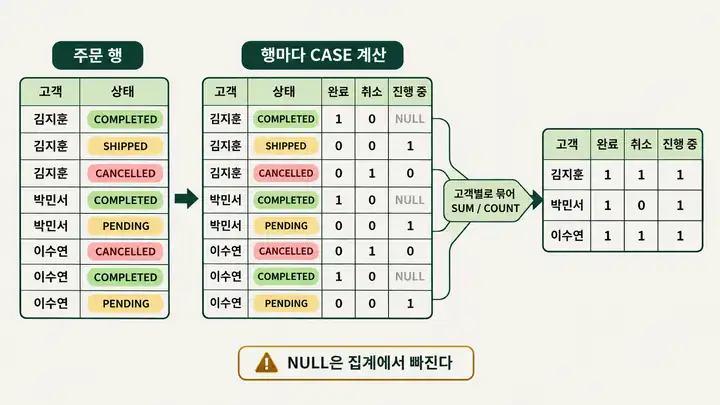 주문 행
고객 상태
김지훈 COMPLETED
김지훈 SHIPPED
김지훈 CANCELLED
박민서 COMPLETED
박민서 PENDING
이수연 CANCELLED
이수연 COMPLETED
이수연 PENDING
행마다 CASE 계산
고객 상태 완료 취소 진행 중
김지훈 COMPLETED 1 0 NULL
김지훈 SHIPPED 0 0 1
김지훈 CANCELLED 0 1 0
박민서 COMPLETED 1 0 NULL
박민서 PENDING 0 0 1
이수연 CANCELLED 0 1 0
이수연 COMPLETED 1 0 NULL
이수연 PENDING 0 0 1
고객별로 묶어
SUM / COUNT
고객 완료 취소 진행 중
김지훈 1 1 1
박민서 1 0 1
이수연 1 1 1
NULL은 집계에서 빠진다